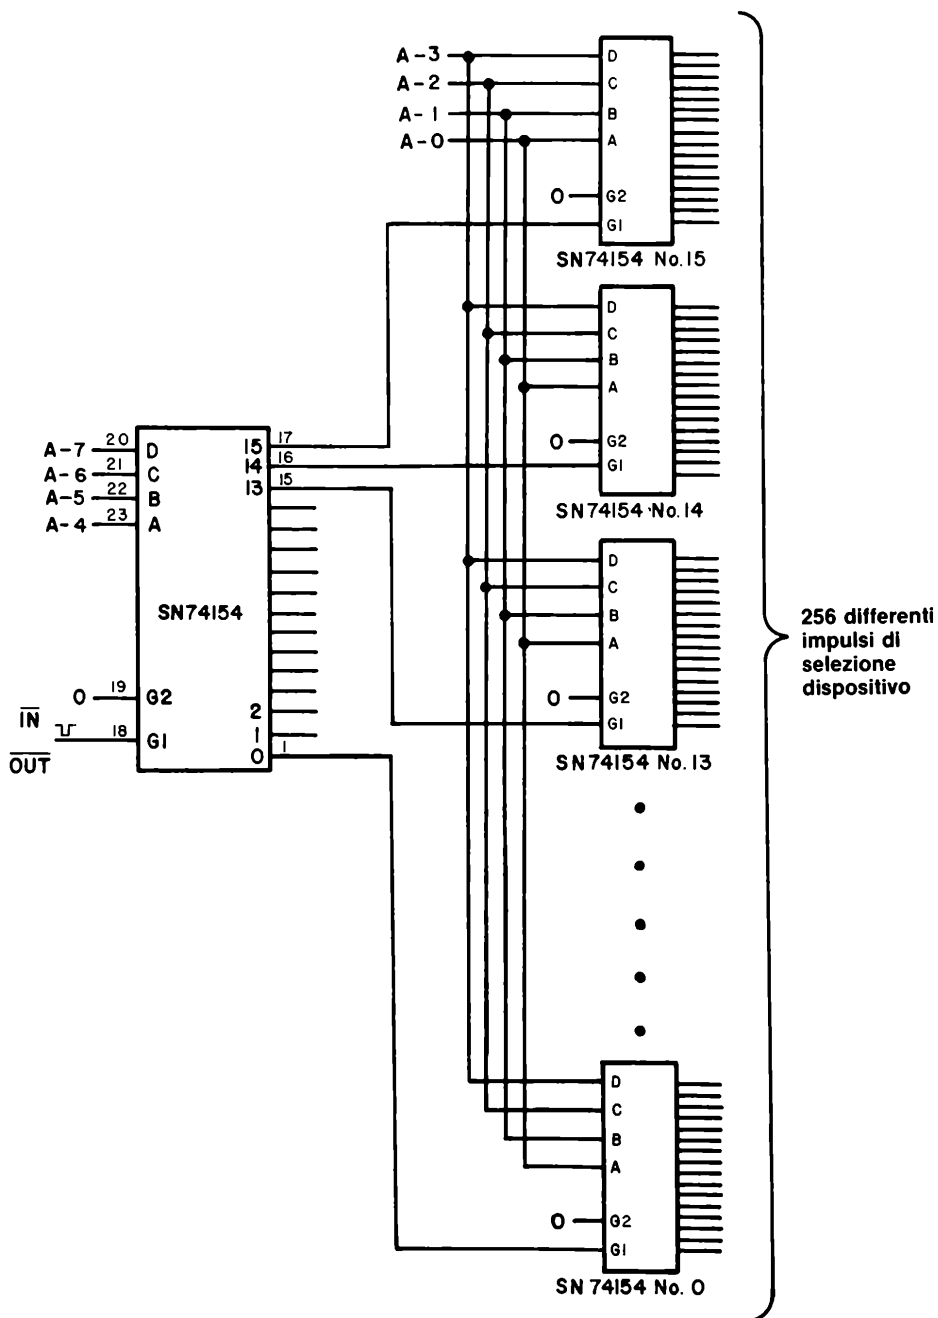 A-3
A-2
A-1
A-0
D
C
B
A
0 G2
G1
SN74154 No.15
D
C
B
A
0 G2
G1
SN74154 No.14
A-7 20 D
A-6 21 C
A-5 22 B
A-4 23 A
15 17
14 16
13 15
SN74154
0 19 G2
IN
OUT
18 G1
2
1
0 1
D
C
B
A
0 G2
G1
SN74154 No.13
256 differenti
impulsi di
selezione
dispositivo
D
C
B
A
0 G2
G1
SN74154 No. 0